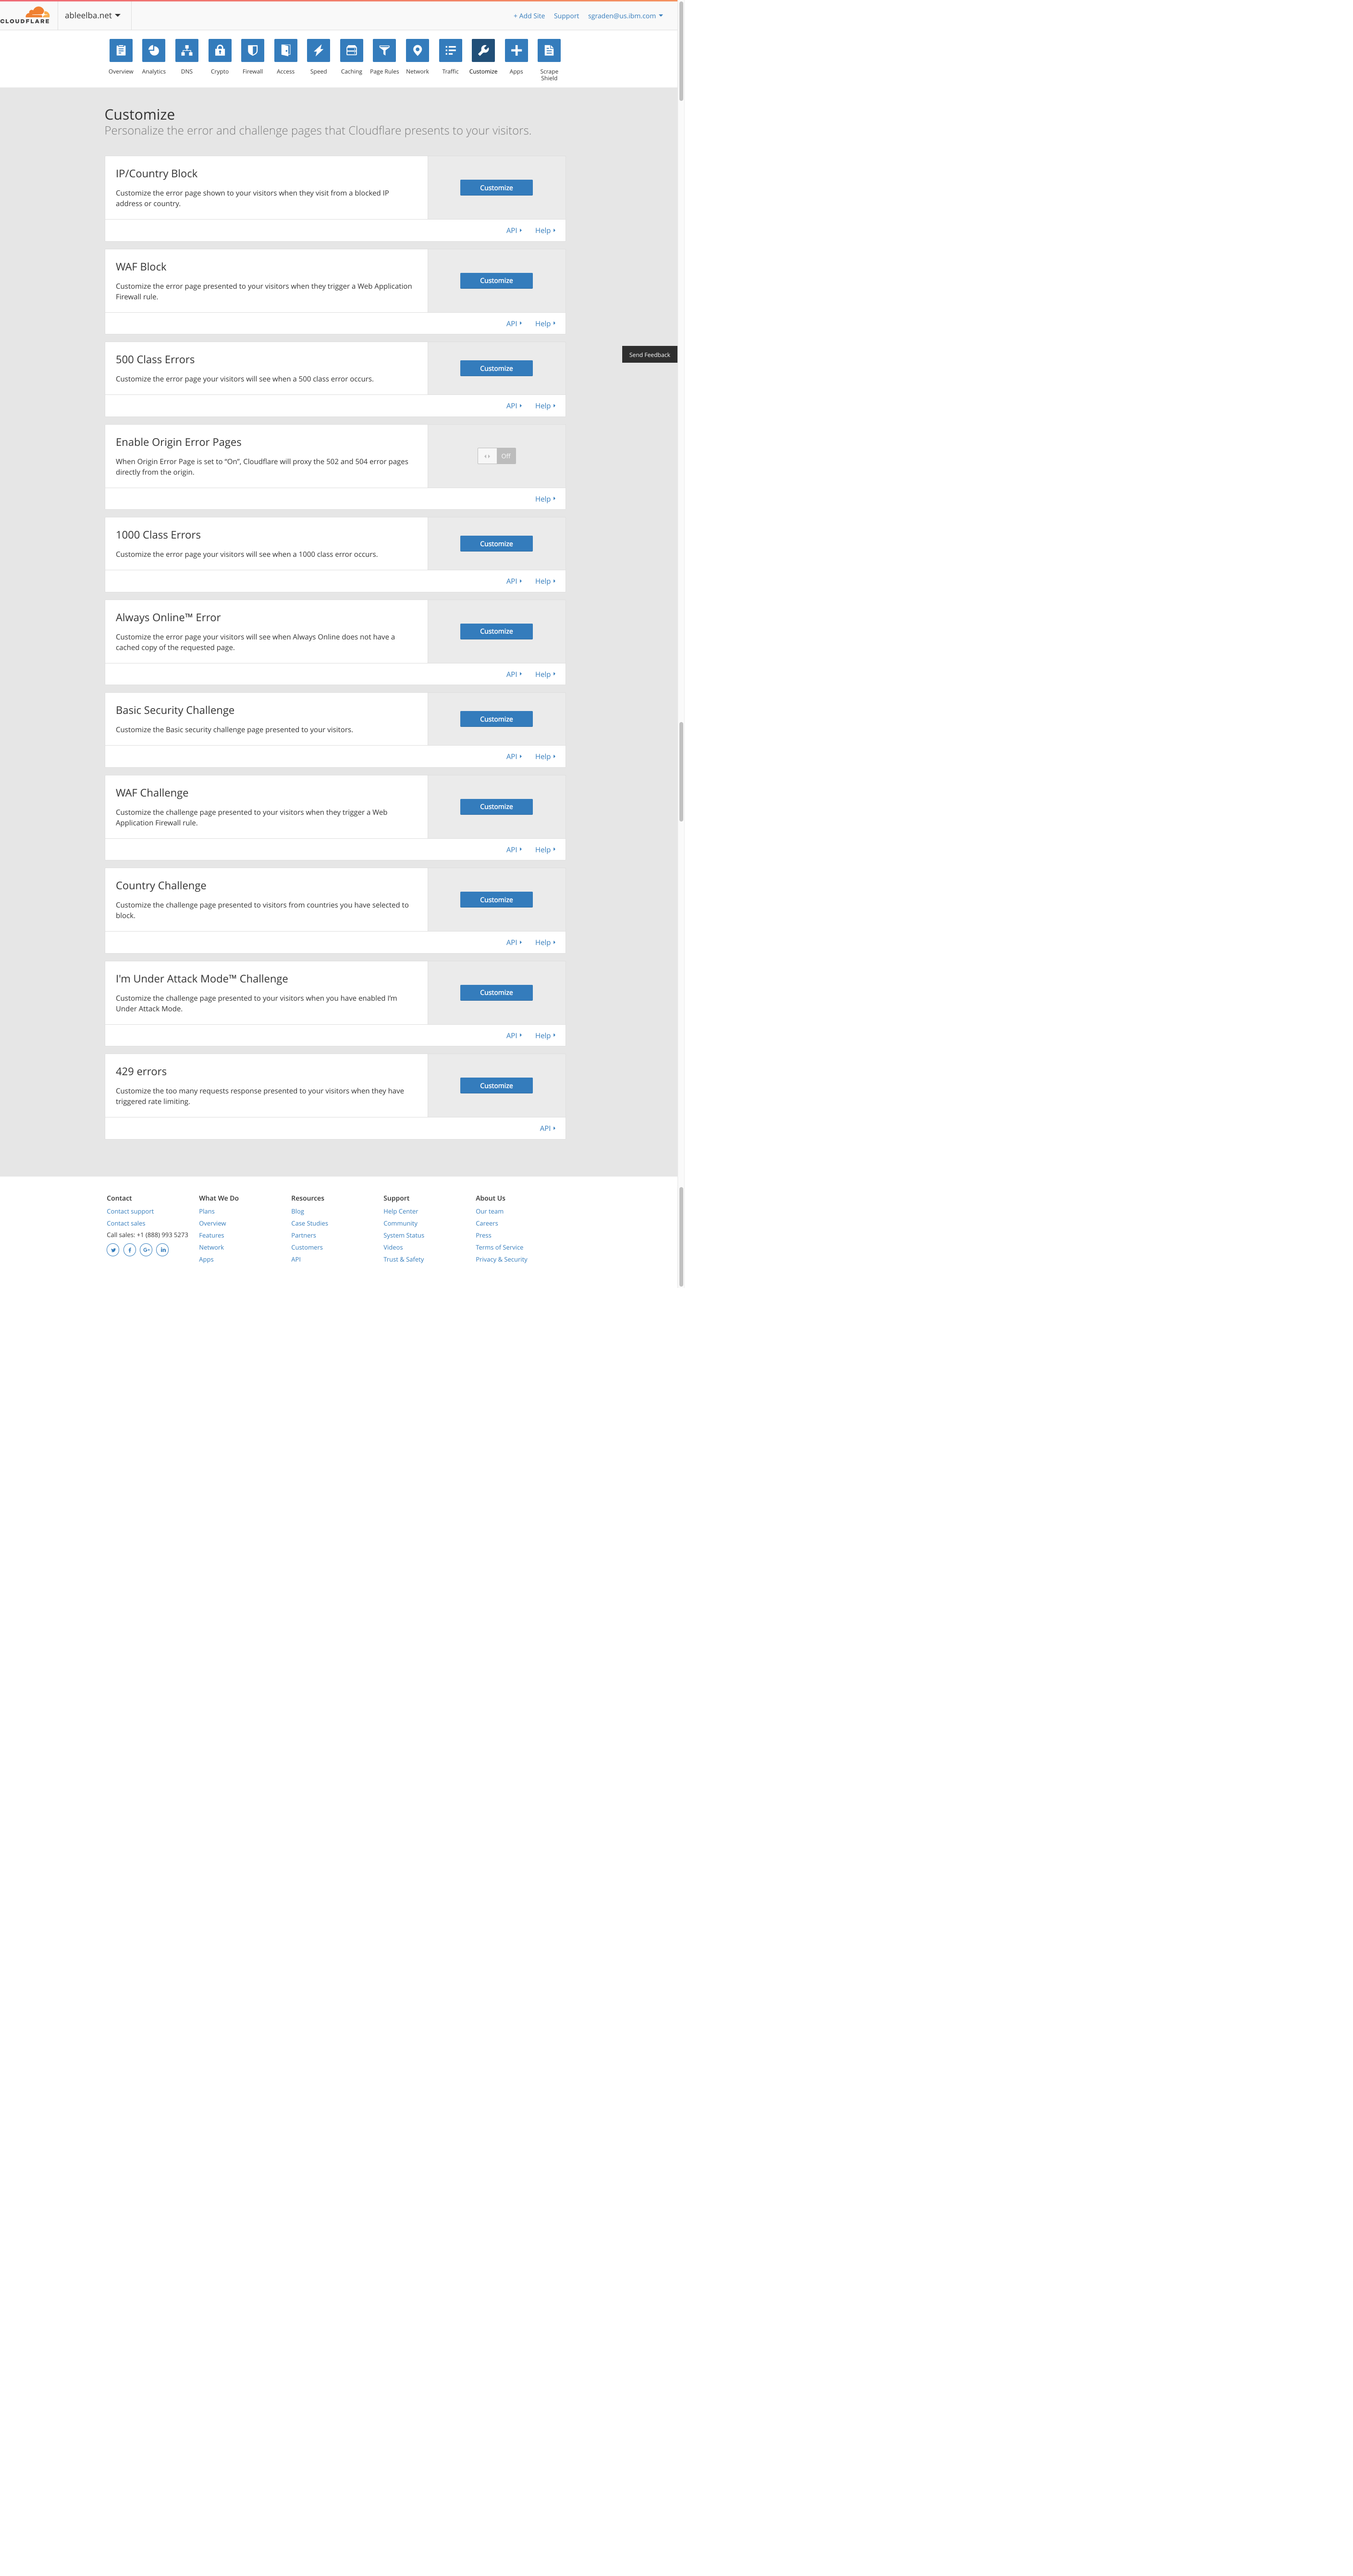 CLOUDFLARE
ableelba.net
+ Add Site Support sgraden@us.ibm.com
Overview Analytics DNS Crypto Firewall Access Speed Caching Page Rules Network Traffic Customize Apps Scrape
Shield
Customize
Personalize the error and challenge pages that Cloudflare presents to your visitors.
IP/Country Block
Customize the error page shown to your visitors when they visit from a blocked IP
address or country.
Customize
API Help
WAF Block
Customize the error page presented to your visitors when they trigger a Web Application
Firewall rule.
Customize
API Help
Send Feedback
500 Class Errors
Customize the error page your visitors will see when a 500 class error occurs.
Customize
API Help
Enable Origin Error Pages
When Origin Error Page is set to “On”, Cloudflare will proxy the 502 and 504 error pages
directly from the origin.
Off
Help
1000 Class Errors
Customize the error page your visitors will see when a 1000 class error occurs.
Customize
API Help
Always Online™ Error
Customize the error page your visitors will see when Always Online does not have a
cached copy of the requested page.
Customize
API Help
Basic Security Challenge
Customize the Basic security challenge page presented to your visitors.
Customize
API Help
WAF Challenge
Customize the challenge page presented to your visitors when they trigger a Web
Application Firewall rule.
Customize
API Help
Country Challenge
Customize the challenge page presented to visitors from countries you have selected to
block.
Customize
API Help
I'm Under Attack Mode™ Challenge
Customize the challenge page presented to your visitors when you have enabled I'm
Under Attack Mode.
Customize
API Help
429 errors
Customize the too many requests response presented to your visitors when they have
triggered rate limiting.
Customize
API
Contact
Contact support
Contact sales
Call sales: +1 (888) 993 5273
What We Do
Plans
Overview
Features
Network
Apps
Resources
Blog
Case Studies
Partners
Customers
API
Support
Help Center
Community
System Status
Videos
Trust & Safety
About Us
Our team
Careers
Press
Terms of Service
Privacy & Security